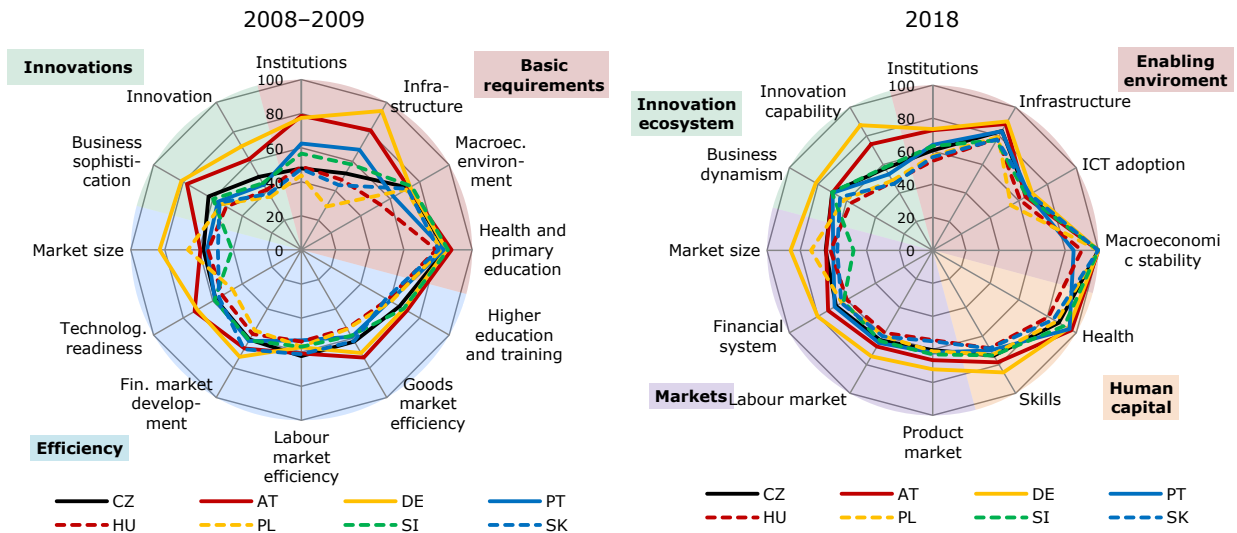 2008–2009
Innovations
Basic
requirements
Institutions
Infra-
structure
Macroec.
environ-
ment
Health and
primary
education
Higher
education
and training
Goods
market
efficiency
Labour
market
efficiency
Fin. market
develop-
ment
Technolog.
readiness
Market size
Business
sophisti-
cation
Innovation
100
80
60
40
20
0
Efficiency
CZ
AT
DE
PT
HU
PL
SI
SK
2018
Innovation
ecosystem
Enabling
enviroment
Institutions
Infrastructure
ICT adoption
Macroeconomi
c stability
Health
Skills
Product
market
Labour market
Financial
system
Market size
Business
dynamism
Innovation
capability
100
80
60
40
20
0
Markets
Human
capital
CZ
AT
DE
PT
HU
PL
SI
SK